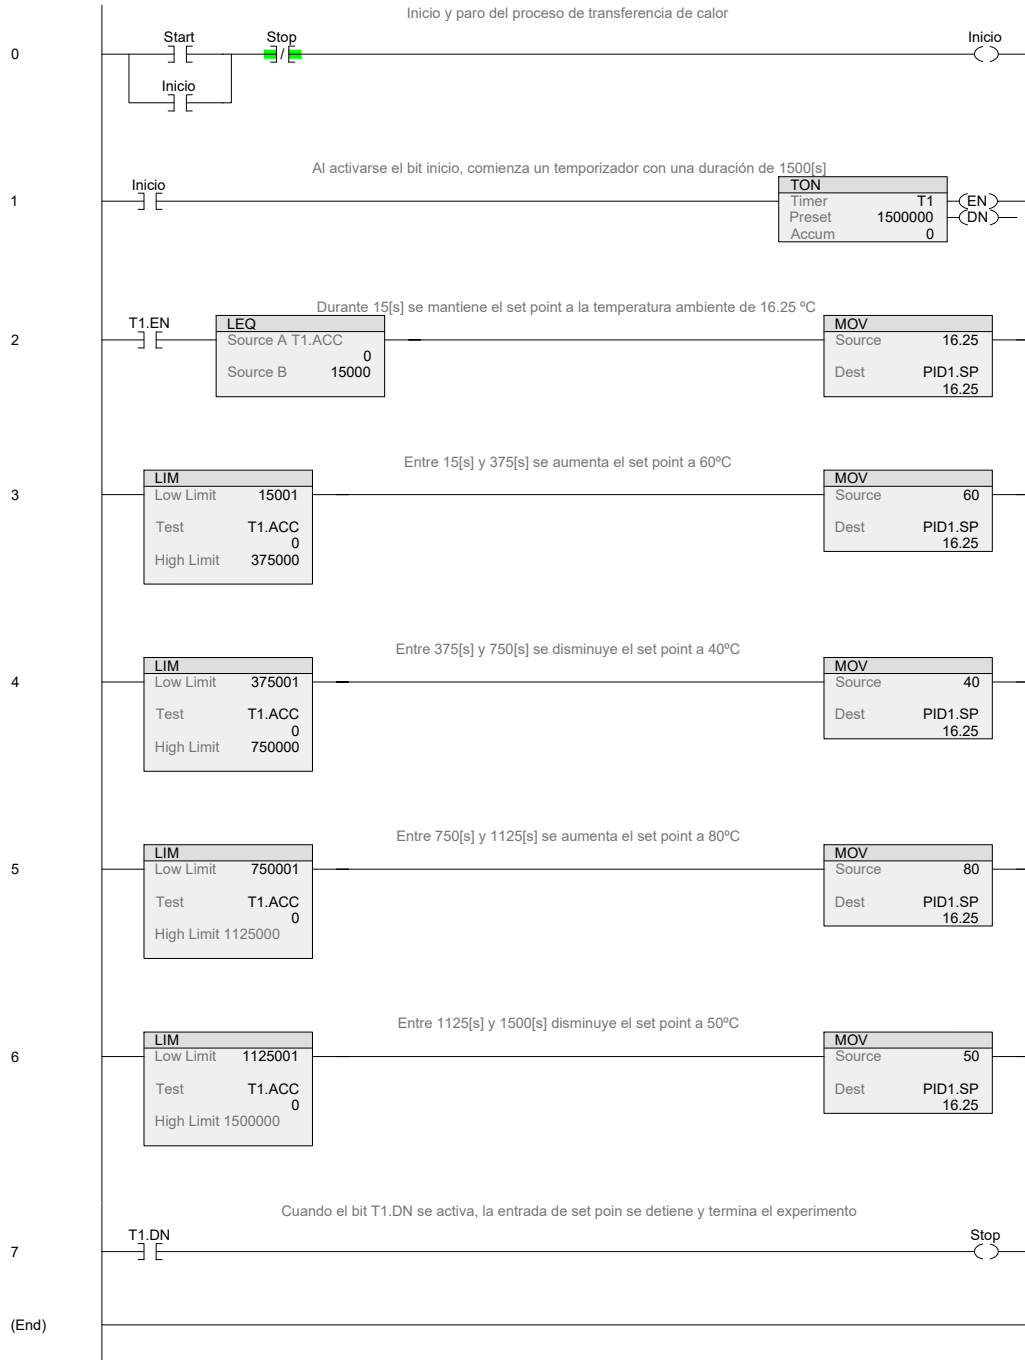 Inicio y paro del proceso de transferencia de calor
Start Stop Inicio
0
Inicio
Al activarse el bit inicio, comienza un temporizador con una duración de 1500[s]
Inicio
1
TON
Timer T1
Preset 1500000
Accum 0
EN
DN
Durante 15[s] se mantiene el set point a la temperatura ambiente de 16.25 ºC
T1.EN
2
LEQ
Source A T1.ACC
0
Source B 15000
MOV
Source 16.25
Dest PID1.SP
16.25
Entre 15[s] y 375[s] se aumenta el set point a 60ºC
3
LIM
Low Limit 15001
Test T1.ACC
0
High Limit 375000
MOV
Source 60
Dest PID1.SP
16.25
Entre 375[s] y 750[s] se disminuye el set point a 40ºC
4
LIM
Low Limit 375001
Test T1.ACC
0
High Limit 750000
MOV
Source 40
Dest PID1.SP
16.25
Entre 750[s] y 1125[s] se aumenta el set point a 80ºC
5
LIM
Low Limit 750001
Test T1.ACC
0
High Limit 1125000
MOV
Source 80
Dest PID1.SP
16.25
Entre 1125[s] y 1500[s] disminuye el set point a 50ºC
6
LIM
Low Limit 1125001
Test T1.ACC
0
High Limit 1500000
MOV
Source 50
Dest PID1.SP
16.25
Cuando el bit T1.DN se activa, la entrada de set poin se detiene y termina el experimento
T1.DN Stop
7
(End)